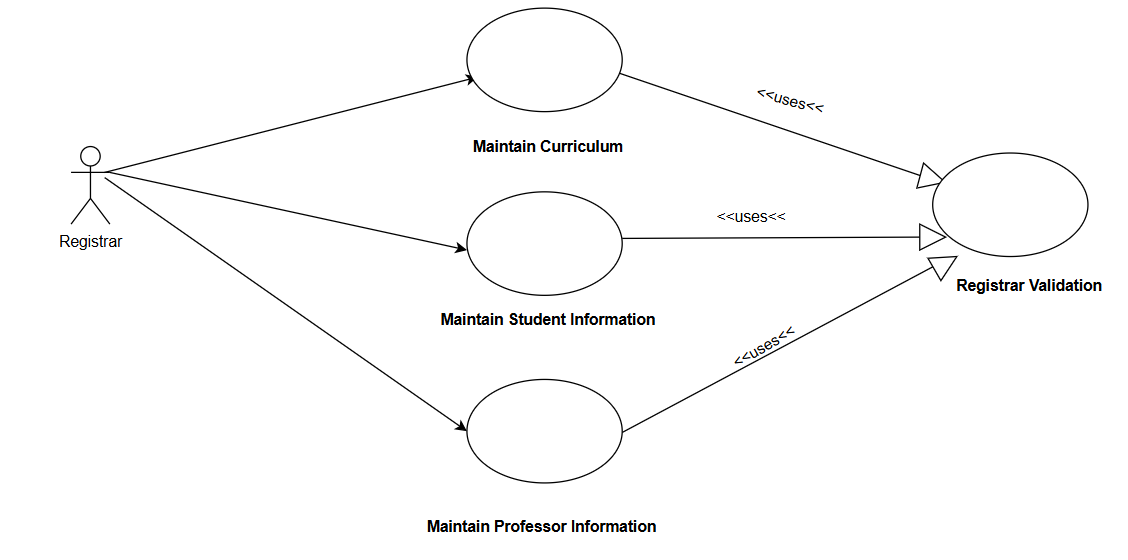 <<uses<<
Maintain Curriculum
<<uses<<
Registrar
Registrar Validation
Maintain Student Information
<<uses<<
Maintain Professor Information